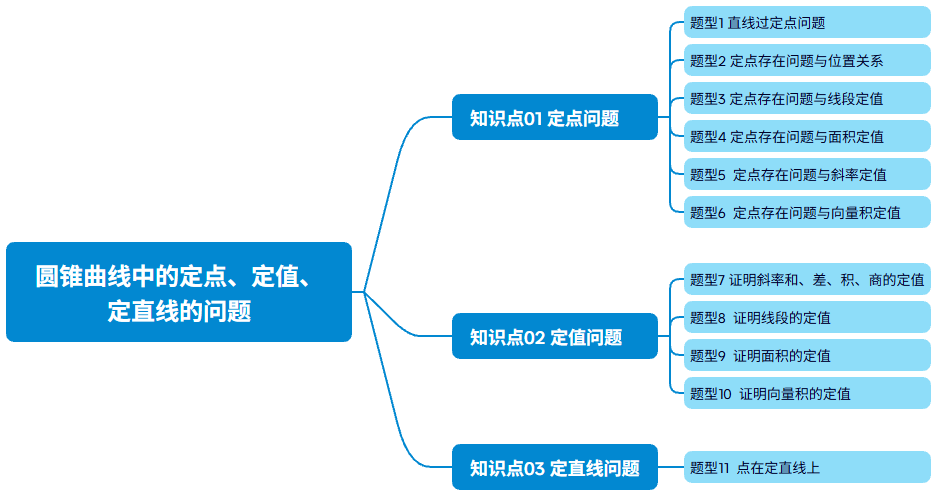 圆锥曲线中的定点、定值、
定直线的问题
知识点01 定点问题
题型1 直线过定点问题
题型2 定点存在问题与位置关系
题型3 定点存在问题与线段定值
题型4 定点存在问题与面积定值
题型5 定点存在问题与斜率定值
题型6 定点存在问题与向量积定值
知识点02 定值问题
题型7 证明斜率和、差、积、商的定值
题型8 证明线段的定值
题型9 证明面积的定值
题型10 证明向量积的定值
知识点03 定直线问题
题型11 点在定直线上